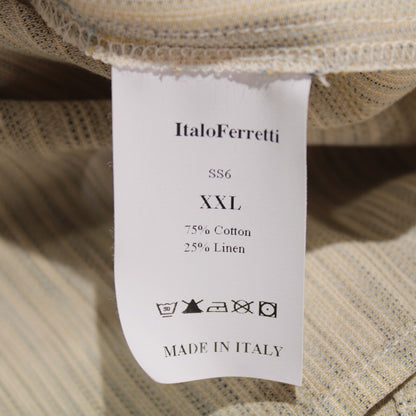 ItaloFerretti
SS6
XXL
75% Cotton
25% Linen
MADE IN ITALY